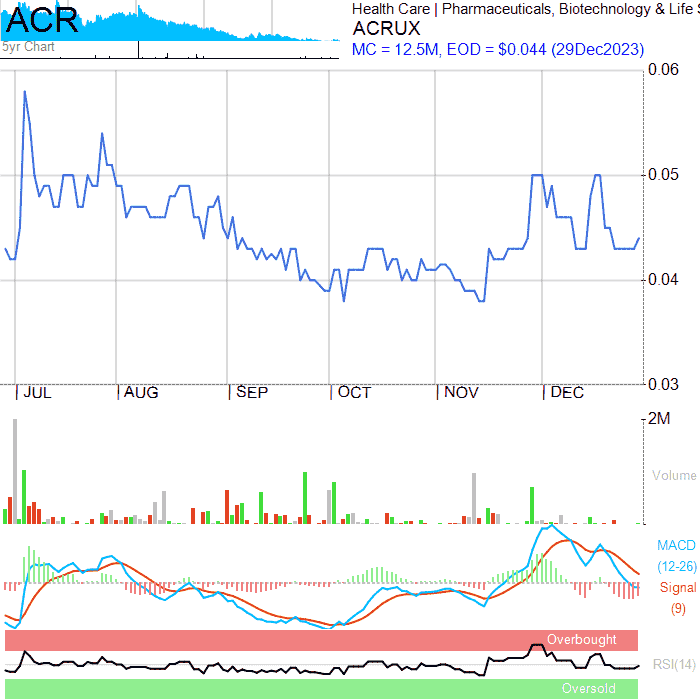 ACR
5yr Chart
Health Care | Pharmaceuticals, Biotechnology & Life S
ACRUX
MC = 12.5M, EOD = $0.044 (29Dec2023)
0.06
0.05
0.04
0.03
JUL AUG SEP OCT NOV DEC
2M
Volume
MACD
(12-26)
Signal
(9)
Overbought
RSI(14)
Oversold